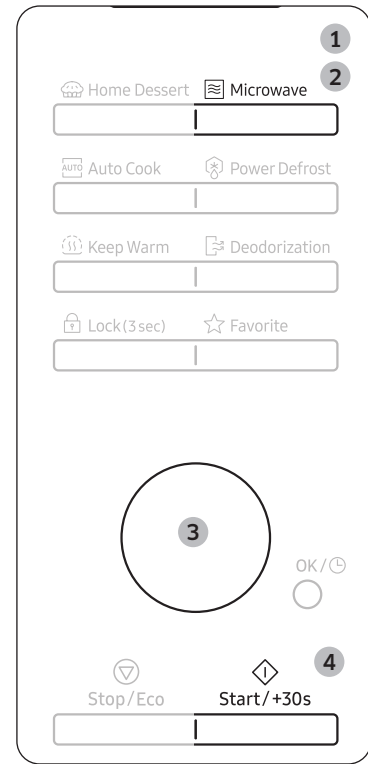 1
2
Home Dessert Microwave
AUTO Auto Cook Power Defrost
Keep Warm Deodorization
Lock (3 sec) Favorite
3
OK /
4
Stop/Eco Start/+30s